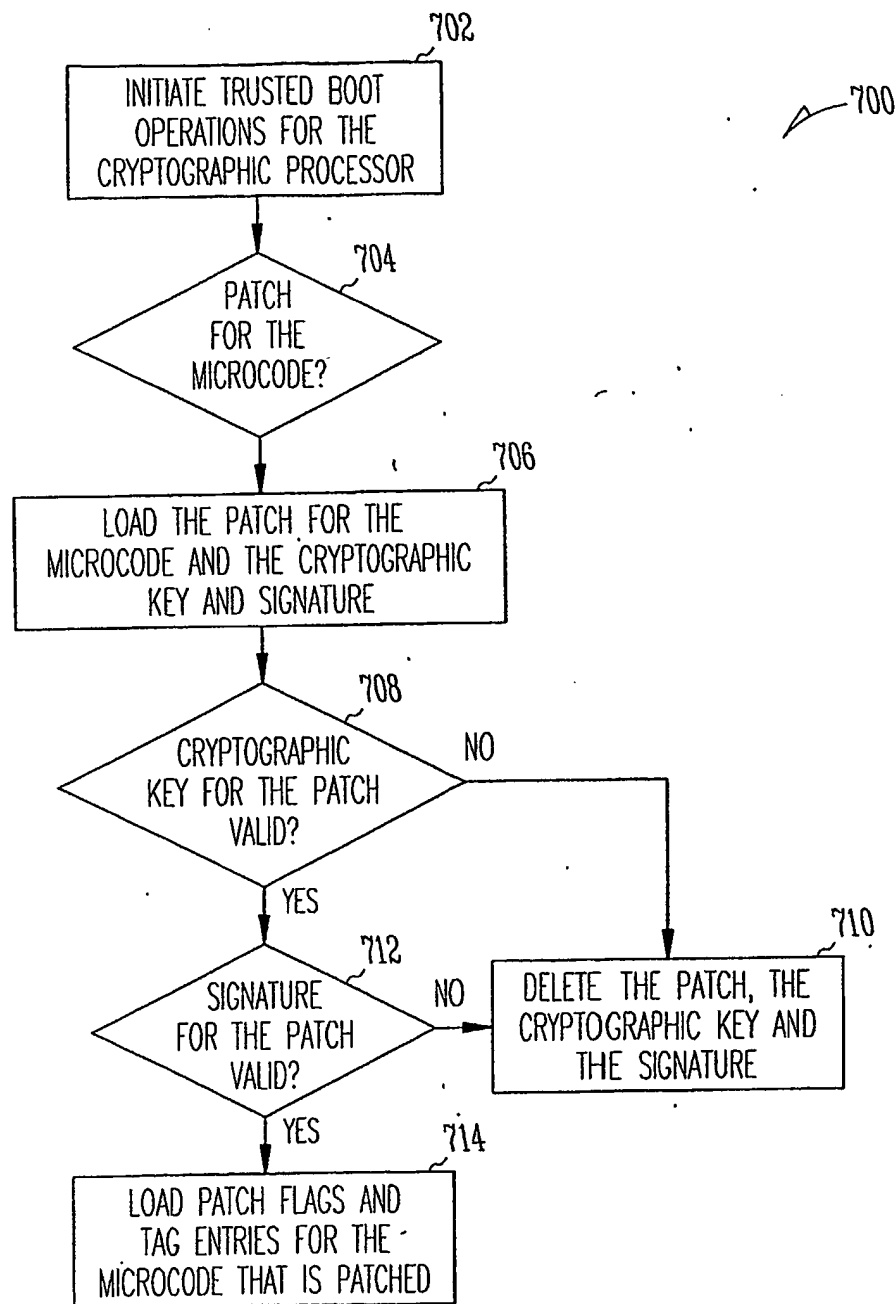 702
INITIATE TRUSTED BOOT
OPERATIONS FOR THE
CRYPTOGRAPHIC PROCESSOR
700
704
PATCH
FOR THE
MICROCODE?
706
LOAD THE PATCH FOR THE
MICROCODE AND THE CRYPTOGRAPHIC
KEY AND SIGNATURE
708
CRYPTOGRAPHIC
KEY FOR THE PATCH
VALID?
NO
YES
712
SIGNATURE
FOR THE PATCH
VALID?
NO
710
DELETE THE PATCH, THE
CRYPTOGRAPHIC KEY AND
THE SIGNATURE
YES
714
LOAD PATCH FLAGS AND
TAG ENTRIES FOR THE
MICROCODE THAT IS PATCHED